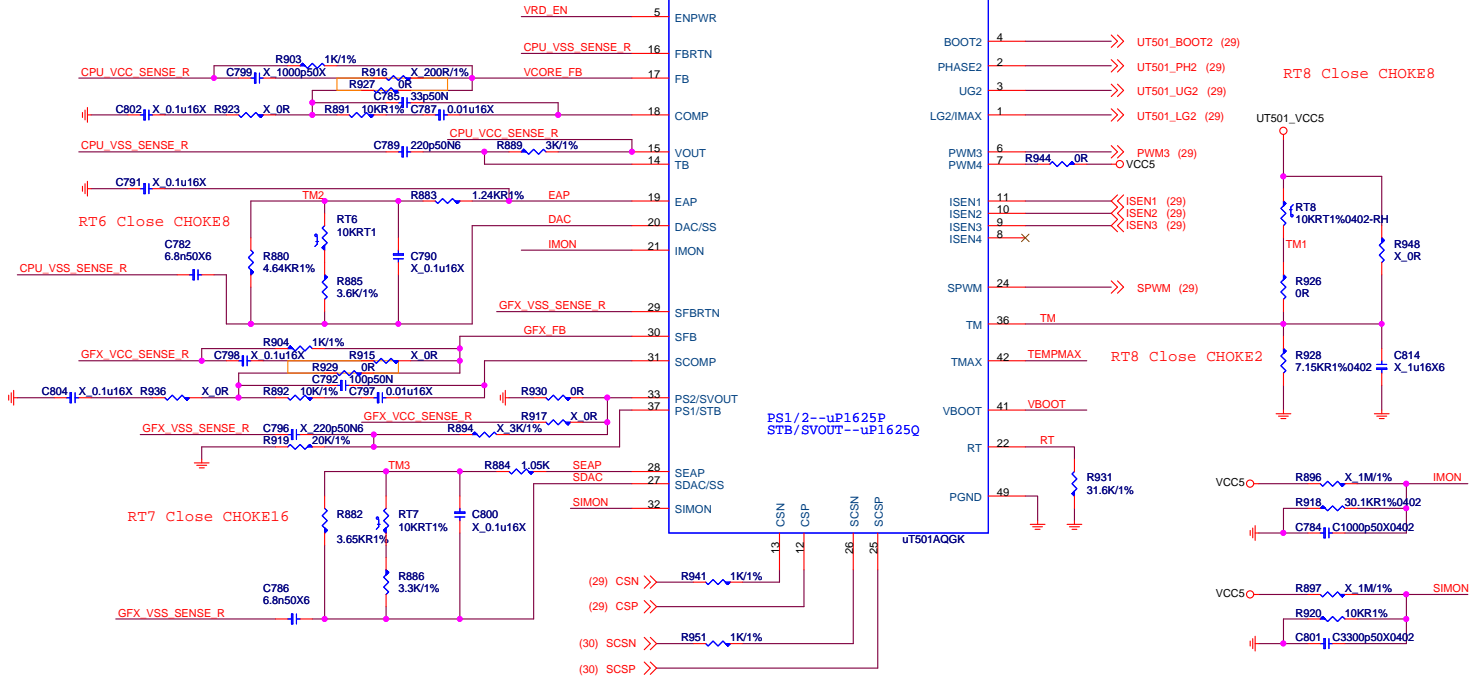 VRD_EN 5 ENPWR
CPU_VSS_SENSE_R 16 FBRTN
R903 1K/1%
C799 X_1000p50X R916 X_200R/1%
CPU_VCC_SENSE_R VCORE_FB 17 FB
R927 0R
C785 33p50N
C802 X_0.1u16X R923 X_0R R891 10KR1% C787 0.01u16X 18 COMP
CPU_VCC_SENSE_R
CPU_VSS_SENSE_R C789 220p50N6 R889 3K/1% 15 VOUT
14 TB
C791 X_0.1u16X
TM2 R883 1.24KR1% EAP 19 EAP
RT6 Close CHOKE8
RT6
10KRT1
DAC 20 DAC/SS
IMON 21 IMON
C782
6.8n50X6
CPU_VSS_SENSE_R
R880
4.64KR1%
R885
3.6K/1%
C790
X_0.1u16X
GFX_VSS_SENSE_R 29 SFBRTN
GFX_FB 30 SFB
R904 1K/1%
GFX_VCC_SENSE_R C798 X_0.1u16X R915 X_0R 31 SCOMP
R929 0R
C792 100p50N
C804 X_0.1u16X R936 X_0R R892 10K/1% C797 0.01u16X
R930 0R 33 PS2/SVOUT
37 PS1/STB
GFX_VCC_SENSE_R R917 X_0R
GFX_VSS_SENSE_R C796 X_220p50N6 R894 X_3K/1%
R919 20K/1%
TM3 R884 1.05K SEAP 28 SEAP
SDAC 27 SDAC/SS
SIMON 32 SIMON
RT7 Close CHOKE16
R882
3.65KR1%
RT7
10KRT1%
C800
X_0.1u16X
R886
3.3K/1%
C786
6.8n50X6
GFX_VSS_SENSE_R
PS1/2--uP1625P
STB/SVOUT--uP1625Q
BOOT2 4 UT501_BOOT2 (29)
PHASE2 2 UT501_PH2 (29)
UG2 3 UT501_UG2 (29)
LG2/IMAX 1 UT501_LG2 (29)
PWM3 6 PWM3 (29)
PWM4 7 R944 0R VCC5
ISEN1 11 ISEN1 (29)
ISEN2 10 ISEN2 (29)
ISEN3 9 ISEN3 (29)
ISEN4 8
SPWM 24 SPWM (29)
TM 36 TM
TMAX 42 TEMPMAX
VBOOT 41 VBOOT
RT 22 RT
R931
31.6K/1%
PGND 49
uT501AQGK
CSN CSP SCSN SCSP
13 12 26 25
(29) CSN R941 1K/1%
(29) CSP
(30) SCSN R951 1K/1%
(30) SCSP
RT8 Close CHOKE8
UT501_VCC5
RT8
10KRT1%0402-RH
TM1
R948
X_0R
R926
0R
RT8 Close CHOKE2
R928
7.15KR1%0402
C814
X_1u16X6
VCC5 R896 X_1M/1% IMON
R918 30.1KR1%0402
C784 C1000p50X0402
VCC5 R897 X_1M/1% SIMON
R920 10KR1%
C801 C3300p50X0402